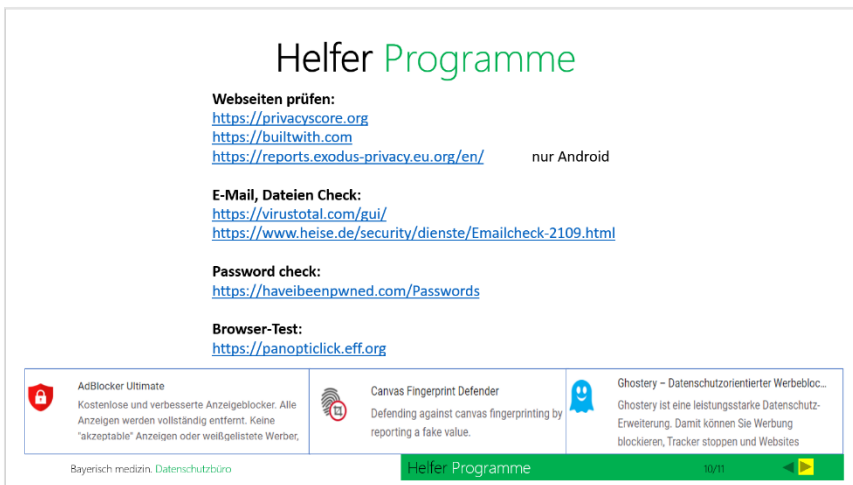 Helfer Programme
Webseiten prüfen:
https://privacyscore.org
https://builtwith.com
https://reports.exodus-privacy.eu.org/en/ nur Android
E-Mail, Dateien Check:
https://virustotal.com/gui/
https://www.heise.de/security/dienste/Emailcheck-2109.html
Password check:
https://haveibeenpwned.com/Passwords
Browser-Test:
https://panopticlick.eff.org
AdBlocker Ultimate
Kostenlose und verbesserte Anzeigeblocker. Alle
Anzeigen werden vollständig entfernt. Keine
"akzeptable" Anzeigen oder weißgelistete Werber,
Canvas Fingerprint Defender
Defending against canvas fingerprinting by
reporting a fake value.
Ghostery – Datenschutzorientierter Werbebloc...
Ghostery ist eine leistungsstarke Datenschutz-
Erweiterung. Damit können Sie Werbung
blockieren, Tracker stoppen und Websites
Bayerisch medizin. Datenschutzbüro
Helfer Programme
10/11